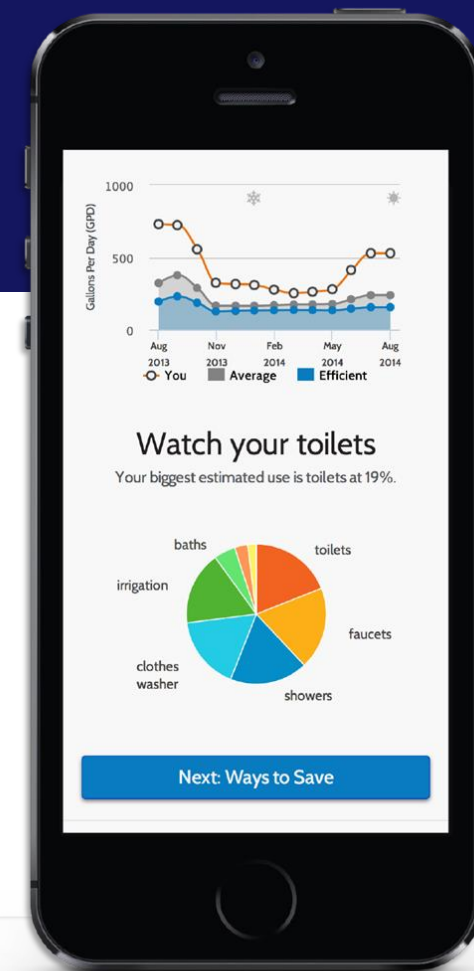 1000
Gallons Per Day (GPD)
500
0
Aug Nov Feb May Aug
2013 2013 2014 2014 2014
You Average Efficient
Watch your toilets
Your biggest estimated use is toilets at 19%.
baths
toilets
irrigation
faucets
clothes
washer
showers
Next: Ways to Save